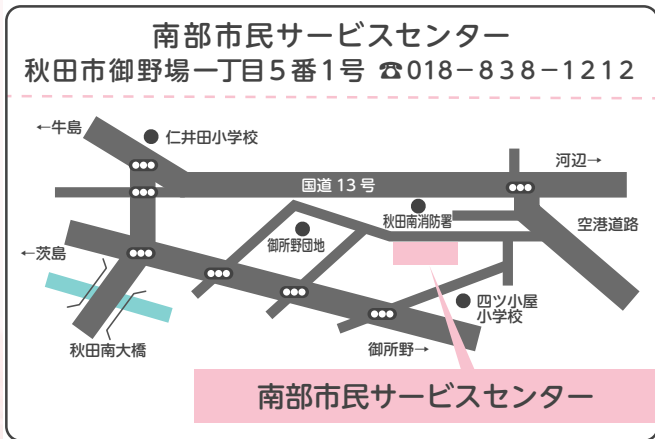 南部市民サービスセンター
秋田市御野場一丁目5番1号 ☎018−838−1212
←牛島
仁井田小学校
河辺→
国道13号
秋田南消防署
空港道路
御所野団地
←茨島
四ツ小屋
小学校
秋田南大橋
御所野→
南部市民サービスセンター